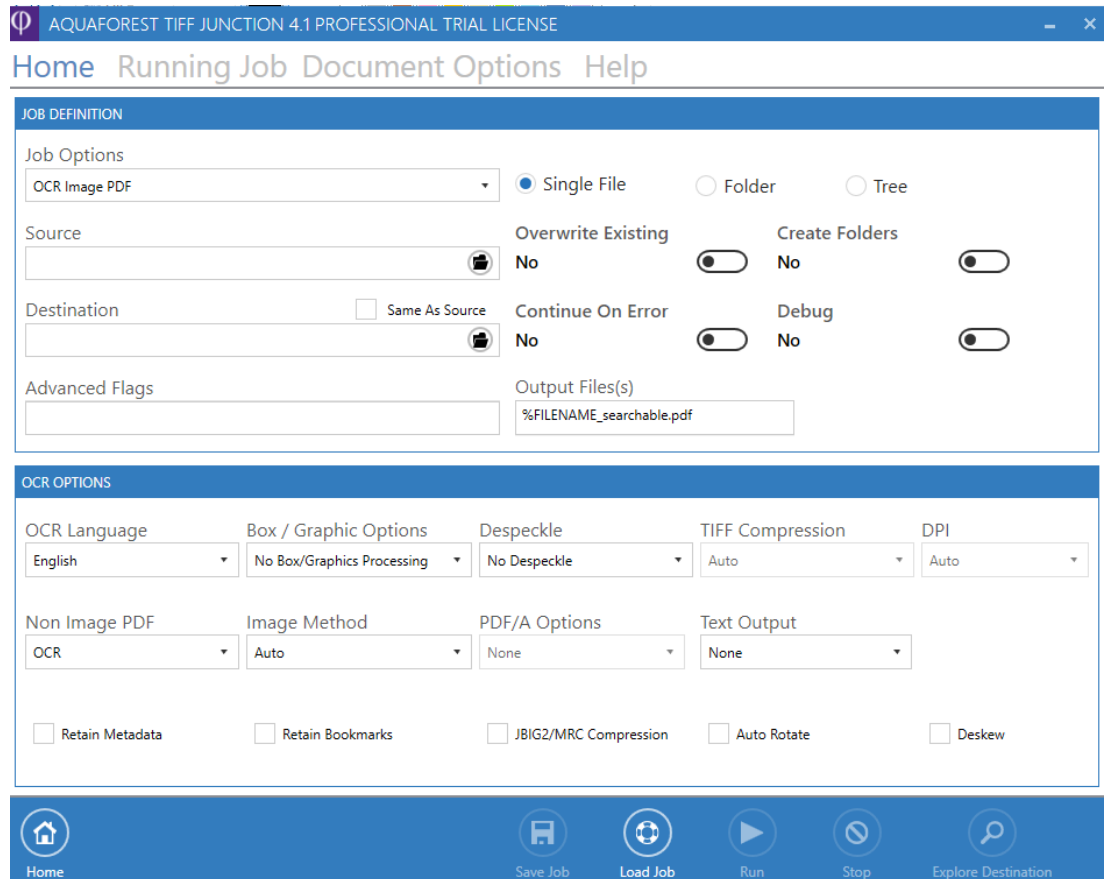 AQUAFOREST TIFF JUNCTION 4.1 PROFESSIONAL TRIAL LICENSE
Home Running Job Document Options Help
JOB DEFINITION
Job Options
OCR Image PDF
Single File Folder Tree
Source Overwrite Existing Create Folders
No No
Destination Same As Source Continue On Error Debug
No No
Advanced Flags Output Files(s)
%FILENAME_searchable.pdf
OCR OPTIONS
OCR Language Box / Graphic Options Despeckle TIFF Compression DPI
English No Box/Graphics Processing No Despeckle Auto Auto
Non Image PDF Image Method PDF/A Options Text Output
OCR Auto None None
Retain Metadata Retain Bookmarks JBIG2/MRC Compression Auto Rotate Deskew
Home Save Job Load Job Run Stop Explore Destination